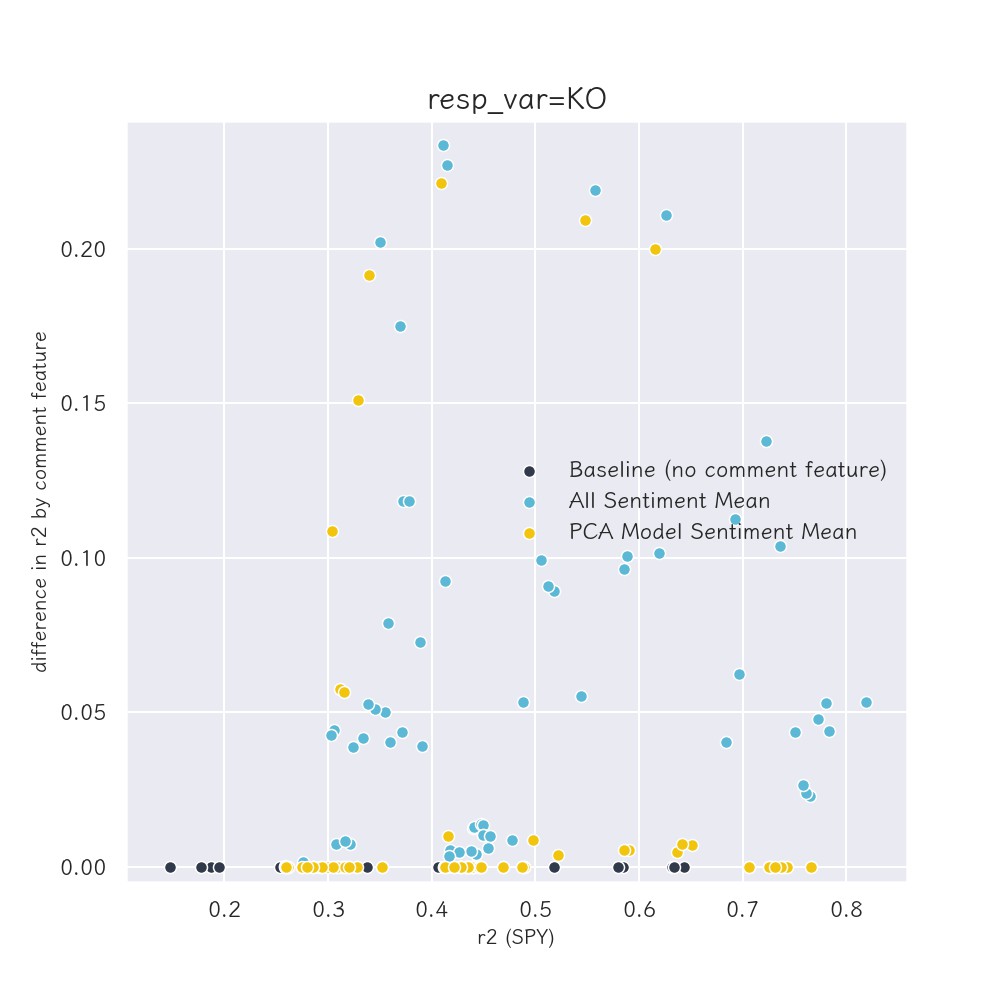 resp_var=KO
difference in r2 by comment feature
0.20
0.15
0.10
0.05
0.00
Baseline (no comment feature)
All Sentiment Mean
PCA Model Sentiment Mean
0.2 0.3 0.4 0.5 0.6 0.7 0.8
r2 (SPY)